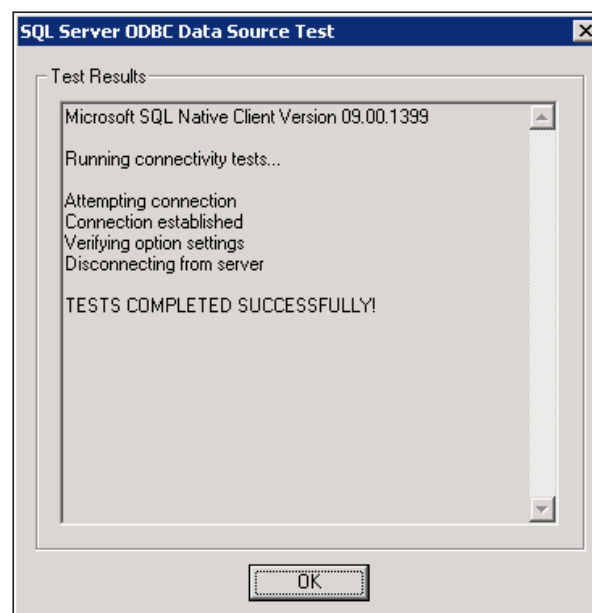 SQL Server ODBC Data Source Test
Test Results
Microsoft SQL Native Client Version 09.00.1399
Running connectivity tests...
Attempting connection
Connection established
Verifying option settings
Disconnecting from server
TESTS COMPLETED SUCCESSFULLY!
OK